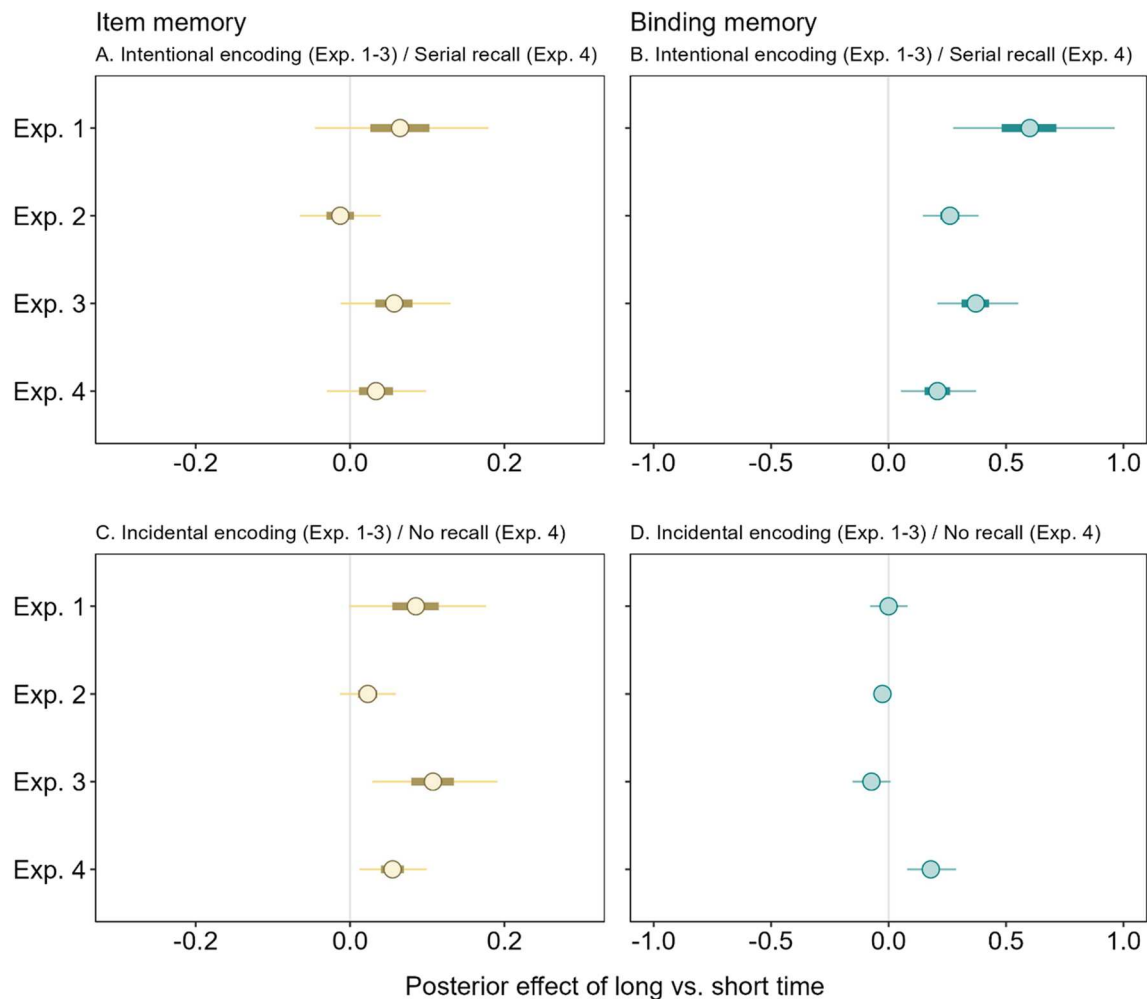 Item memory
A. Intentional encoding (Exp. 1-3) / Serial recall (Exp. 4)
Exp. 1
Exp. 2
Exp. 3
Exp. 4
-0.2 0.0 0.2
Binding memory
B. Intentional encoding (Exp. 1-3) / Serial recall (Exp. 4)
-1.0 -0.5 0.0 0.5 1.0
C. Incidental encoding (Exp. 1-3) / No recall (Exp. 4)
Exp. 1
Exp. 2
Exp. 3
Exp. 4
-0.2 0.0 0.2
D. Incidental encoding (Exp. 1-3) / No recall (Exp. 4)
-1.0 -0.5 0.0 0.5 1.0
Posterior effect of long vs. short time